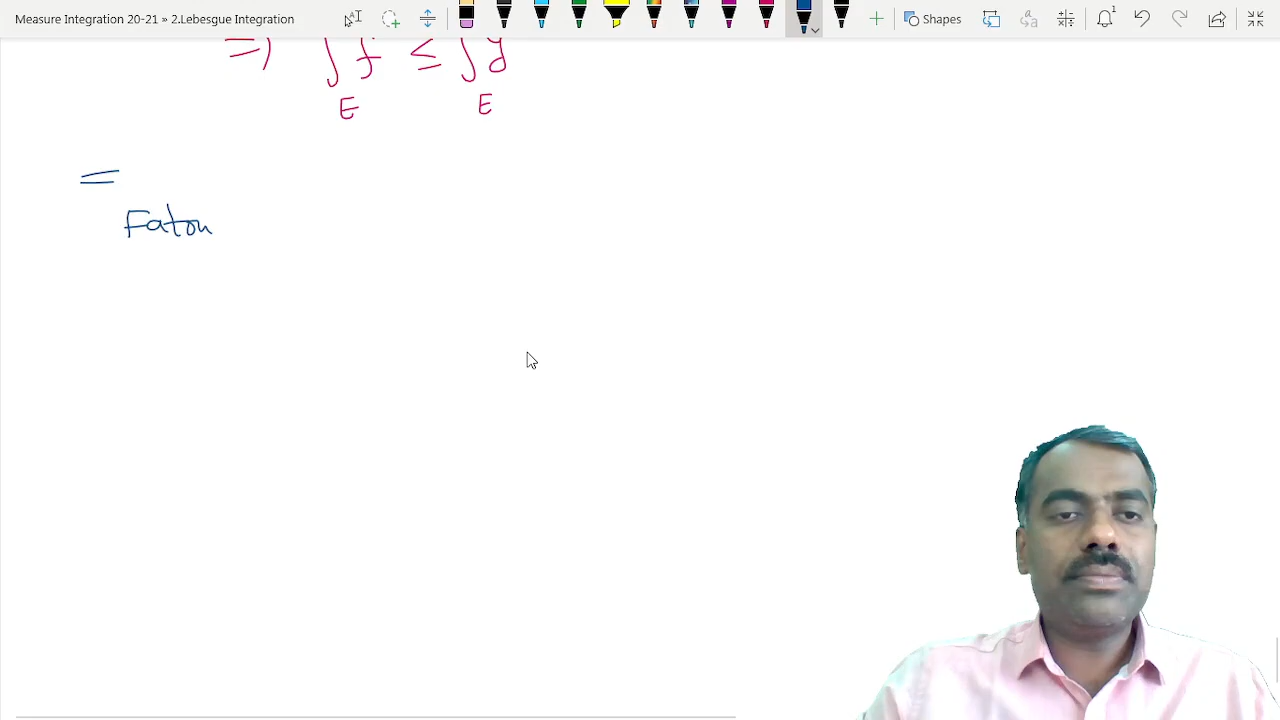 Measure Integration 20-21 » 2.Lebesgue Integration
Shapes
=> ∫ f ≤ ∫ g
E E
=
Fatou